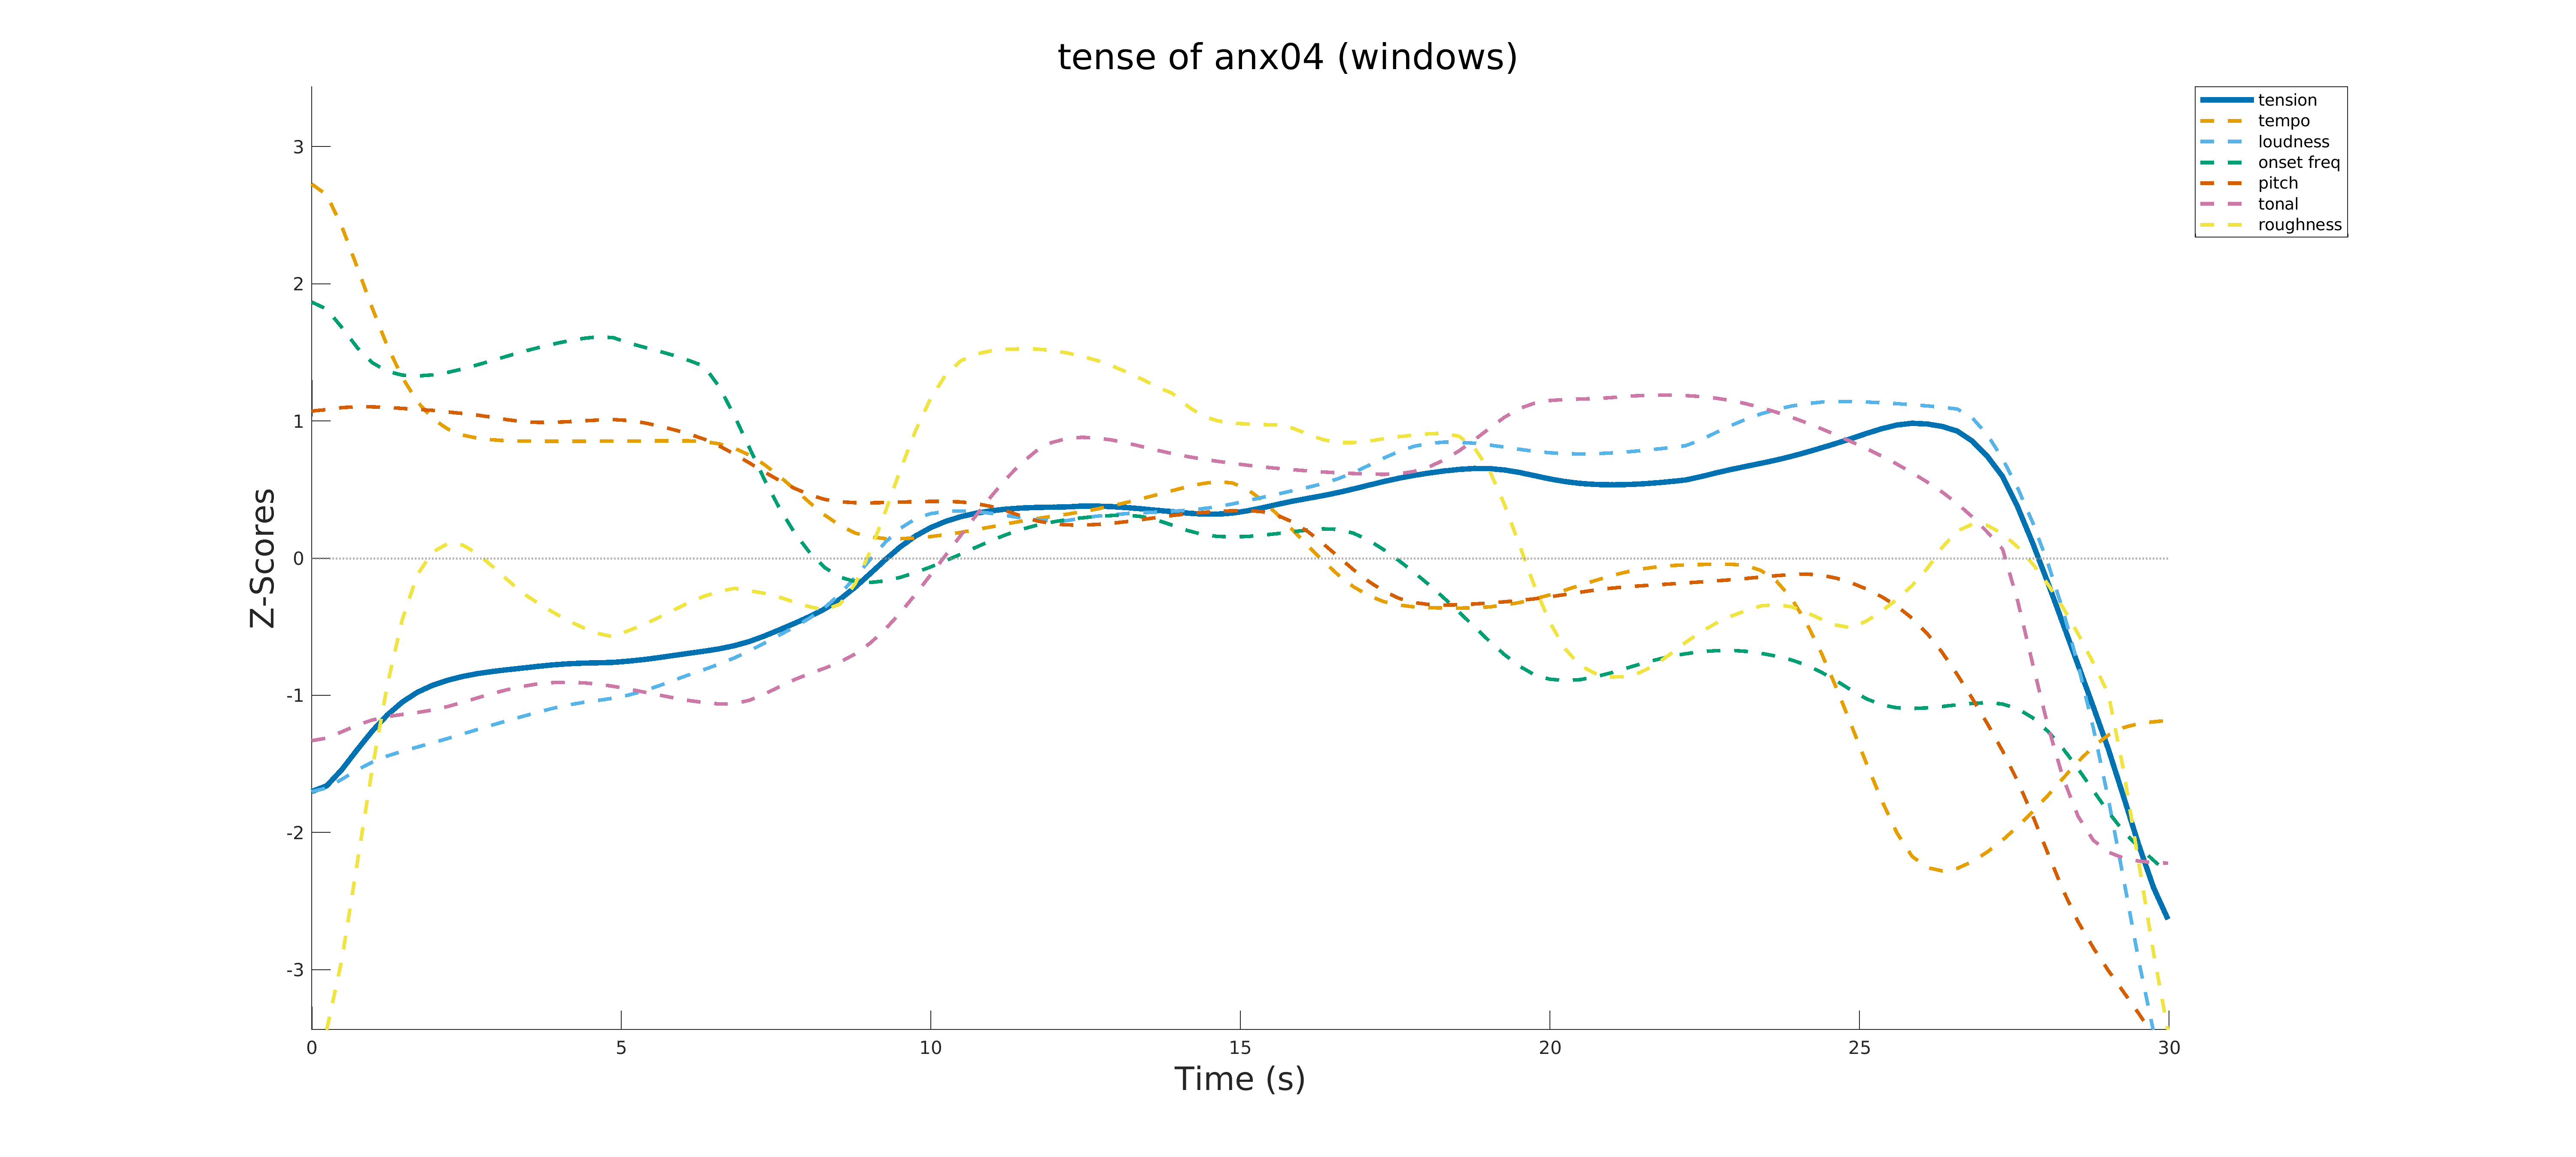 tense of anx04 (windows)
tension
tempo
loudness
onset freq
pitch
tonal
roughness
3
2
1
0
-1
-2
-3
Z-Scores
0 5 10 15 20 25 30
Time (s)